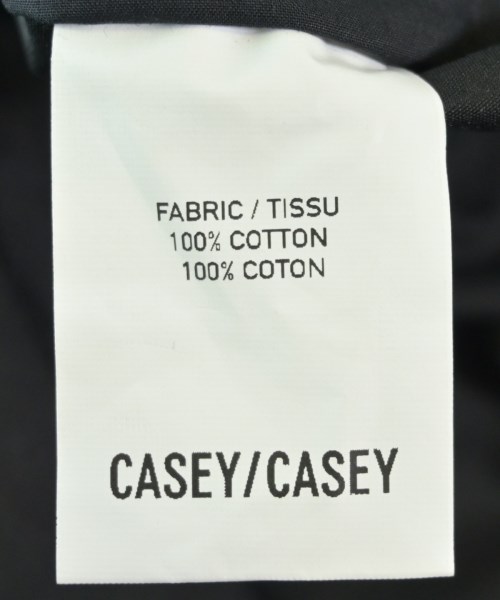 FABRIC / TISSU
100% COTTON
100% COTON
CASEY/CASEY